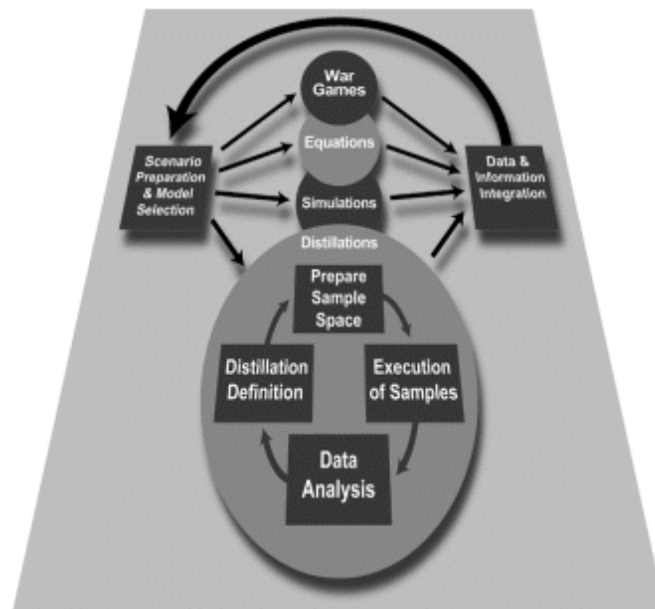 War
Games
Equations
Scenario
Preparation
& Model
Selection
Data &
Information
Integration
Simulations
Distillations
Prepare
Sample
Space
Distillation
Definition
Execution
of Samples
Data
Analysis